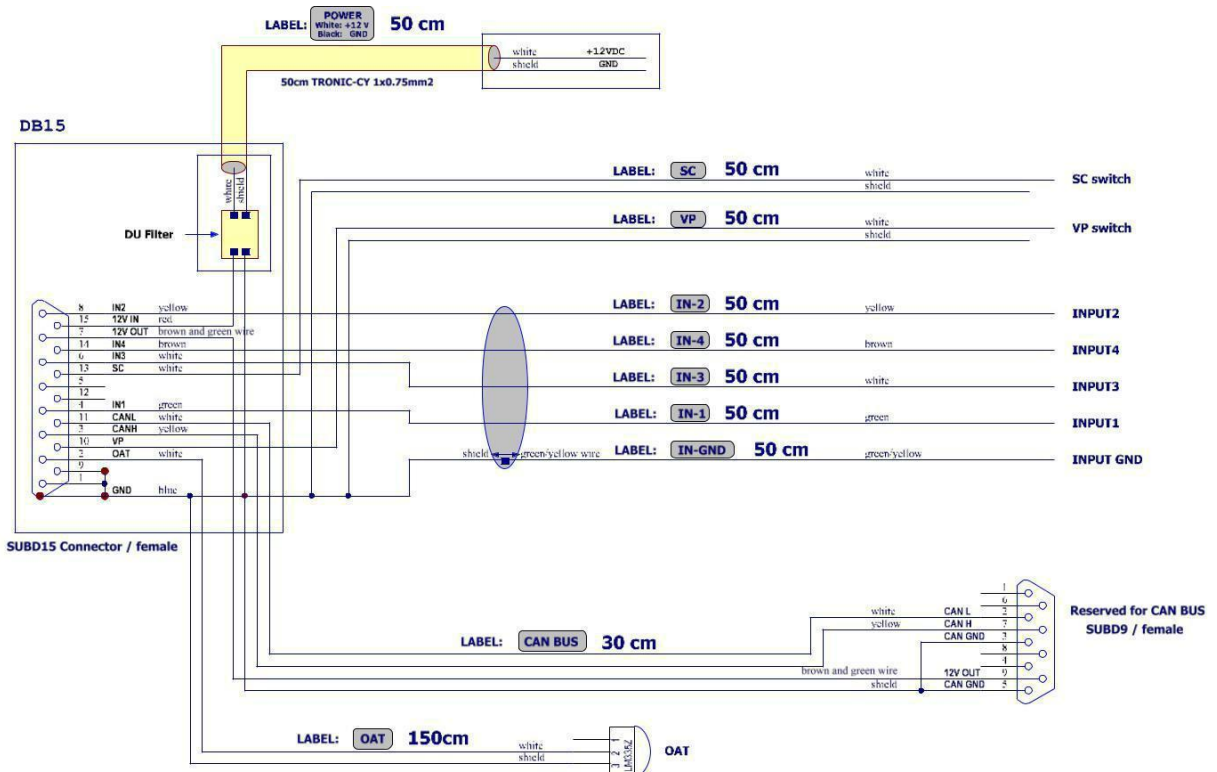 LABEL: POWER 50 cm
White: +12 V
Black: GND
white +12VDC
shield GND
50cm TRONIC-CY 1x0.75mm2
DB15
white
shield
DU Filter
LABEL: SC 50 cm white SC switch
shield
LABEL: VP 50 cm white VP switch
shield
8 IN2 yellow
15 12V IN red
7 12V OUT brown and green wire
14 IN4 brown
6 IN3 white
13 SC white
5
12
4 IN1 green
11 CANL white
3 CANH yellow
10 VP
2 OAT white
9
1
GND blue
SUBD15 Connector / female
LABEL: IN-2 50 cm yellow INPUT2
LABEL: IN-4 50 cm brown INPUT4
LABEL: IN-3 50 cm white INPUT3
LABEL: IN-1 50 cm green INPUT1
shield green/yellow wire LABEL: IN-GND 50 cm green/yellow INPUT GND
1
6
white CAN L 2
yellow CAN H 7
CAN GND 3
8
4
brown and green wire 12V OUT 9
shield CAN GND 5
Reserved for CAN BUS
SUBD9 / female
LABEL: CAN BUS 30 cm
LABEL: OAT 150cm
1
white 2
shield 3
LM335Z
OAT